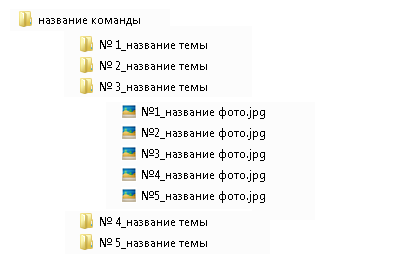 название команды
№ 1_название темы
№ 2_название темы
№ 3_название темы
№1_название фото.jpg
№2_название фото.jpg
№3_название фото.jpg
№4_название фото.jpg
№5_название фото.jpg
№ 4_название темы
№ 5_название темы